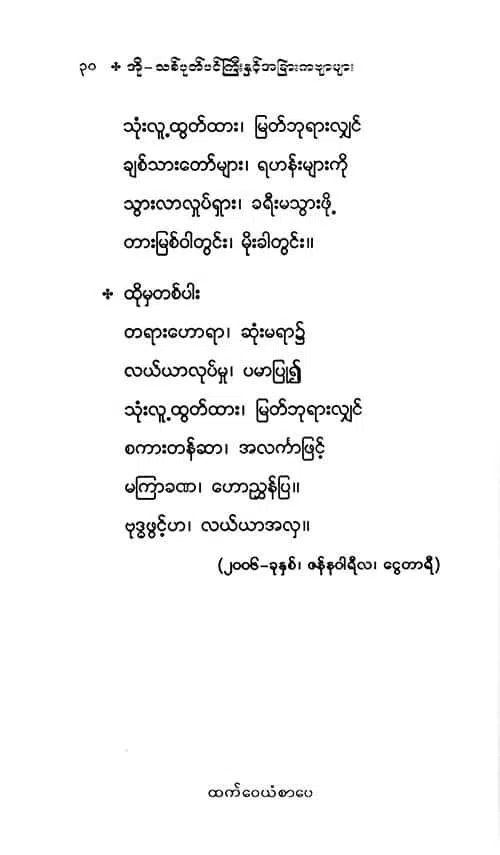 ၃၀ ✤ အို-သစ်ပုတ်ပင်ကြီးနှင့်အခြားကဗျာများ
သုံးလူ့ထွတ်ထား၊ မြတ်ဘုရားလျှင်
ချစ်သားတော်များ၊ ရဟန်းများကို
သွားလာလှုပ်ရှား၊ ခရီးမသွားဖို့
တားမြစ်ဝါတွင်း၊ မိုးခါတွင်း။
✤ ထိုမှတစ်ပါး
တရားဟောရာ၊ ဆုံးမရာ၌
လယ်ယာလုပ်မှု၊ ပမာပြု၍
သုံးလူ့ထွတ်ထား၊ မြတ်ဘုရားလျှင်
စကားတန်ဆာ၊ အလင်္ကာဖြင့်
မကြာခဏ၊ ဟောညွှန်ပြ။
ဗုဒ္ဓဖွင့်ဟ၊ လယ်ယာအလှ။
(၂၀၀၆-ခုနှစ်၊ ဇန်နဝါရီလ၊ ငွေတာရီ)
ထက်ဝေယံစာပေ